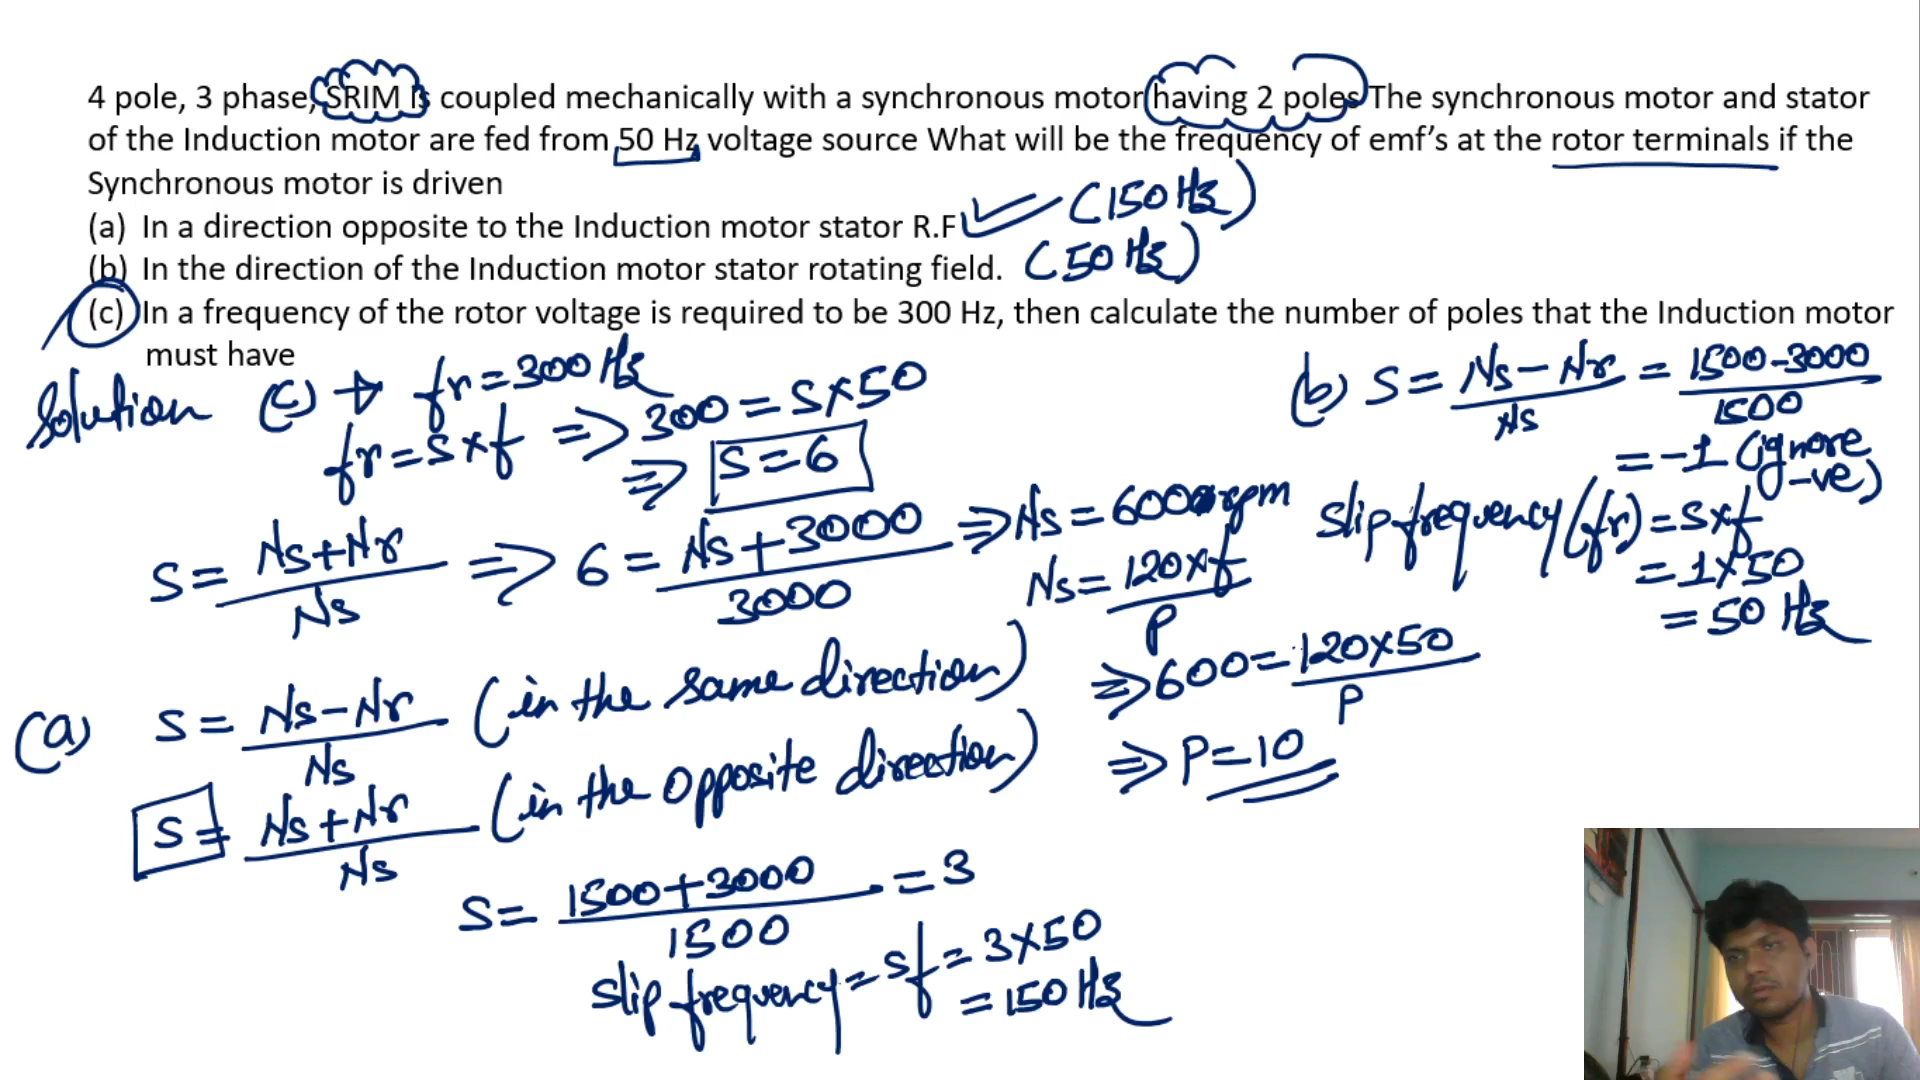 4 pole, 3 phase, SRIM is coupled mechanically with a synchronous motor having 2 poles The synchronous motor and stator
of the Induction motor are fed from 50 Hz voltage source What will be the frequency of emf's at the rotor terminals if the
Synchronous motor is driven
(a) In a direction opposite to the Induction motor stator R.F (150 Hz)
(b) In the direction of the Induction motor stator rotating field. (50 Hz)
(c) In a frequency of the rotor voltage is required to be 300 Hz, then calculate the number of poles that the Induction motor
must have
Solution (c) → fr = 300 Hz
fr = s×f ⇒ 300 = s×50
⇒ s = 6
s = Ns+Nr / Ns ⇒ 6 = Ns+3000 / 3000 ⇒ Ns = 600 rpm
Ns = 120×f / P
⇒ 600 = 120×50 / P
⇒ P = 10
(b) s = Ns-Nr / Ns = 1500-3000 / 1500
= -1 (ignore -ve)
slip frequency (fr) = s×f
= 1×50
= 50 Hz
(a) s = Ns-Nr / Ns (in the same direction)
s = Ns+Nr / Ns (in the opposite direction)
s = 1500+3000 / 1500 = 3
slip frequency = sf = 3×50
= 150 Hz